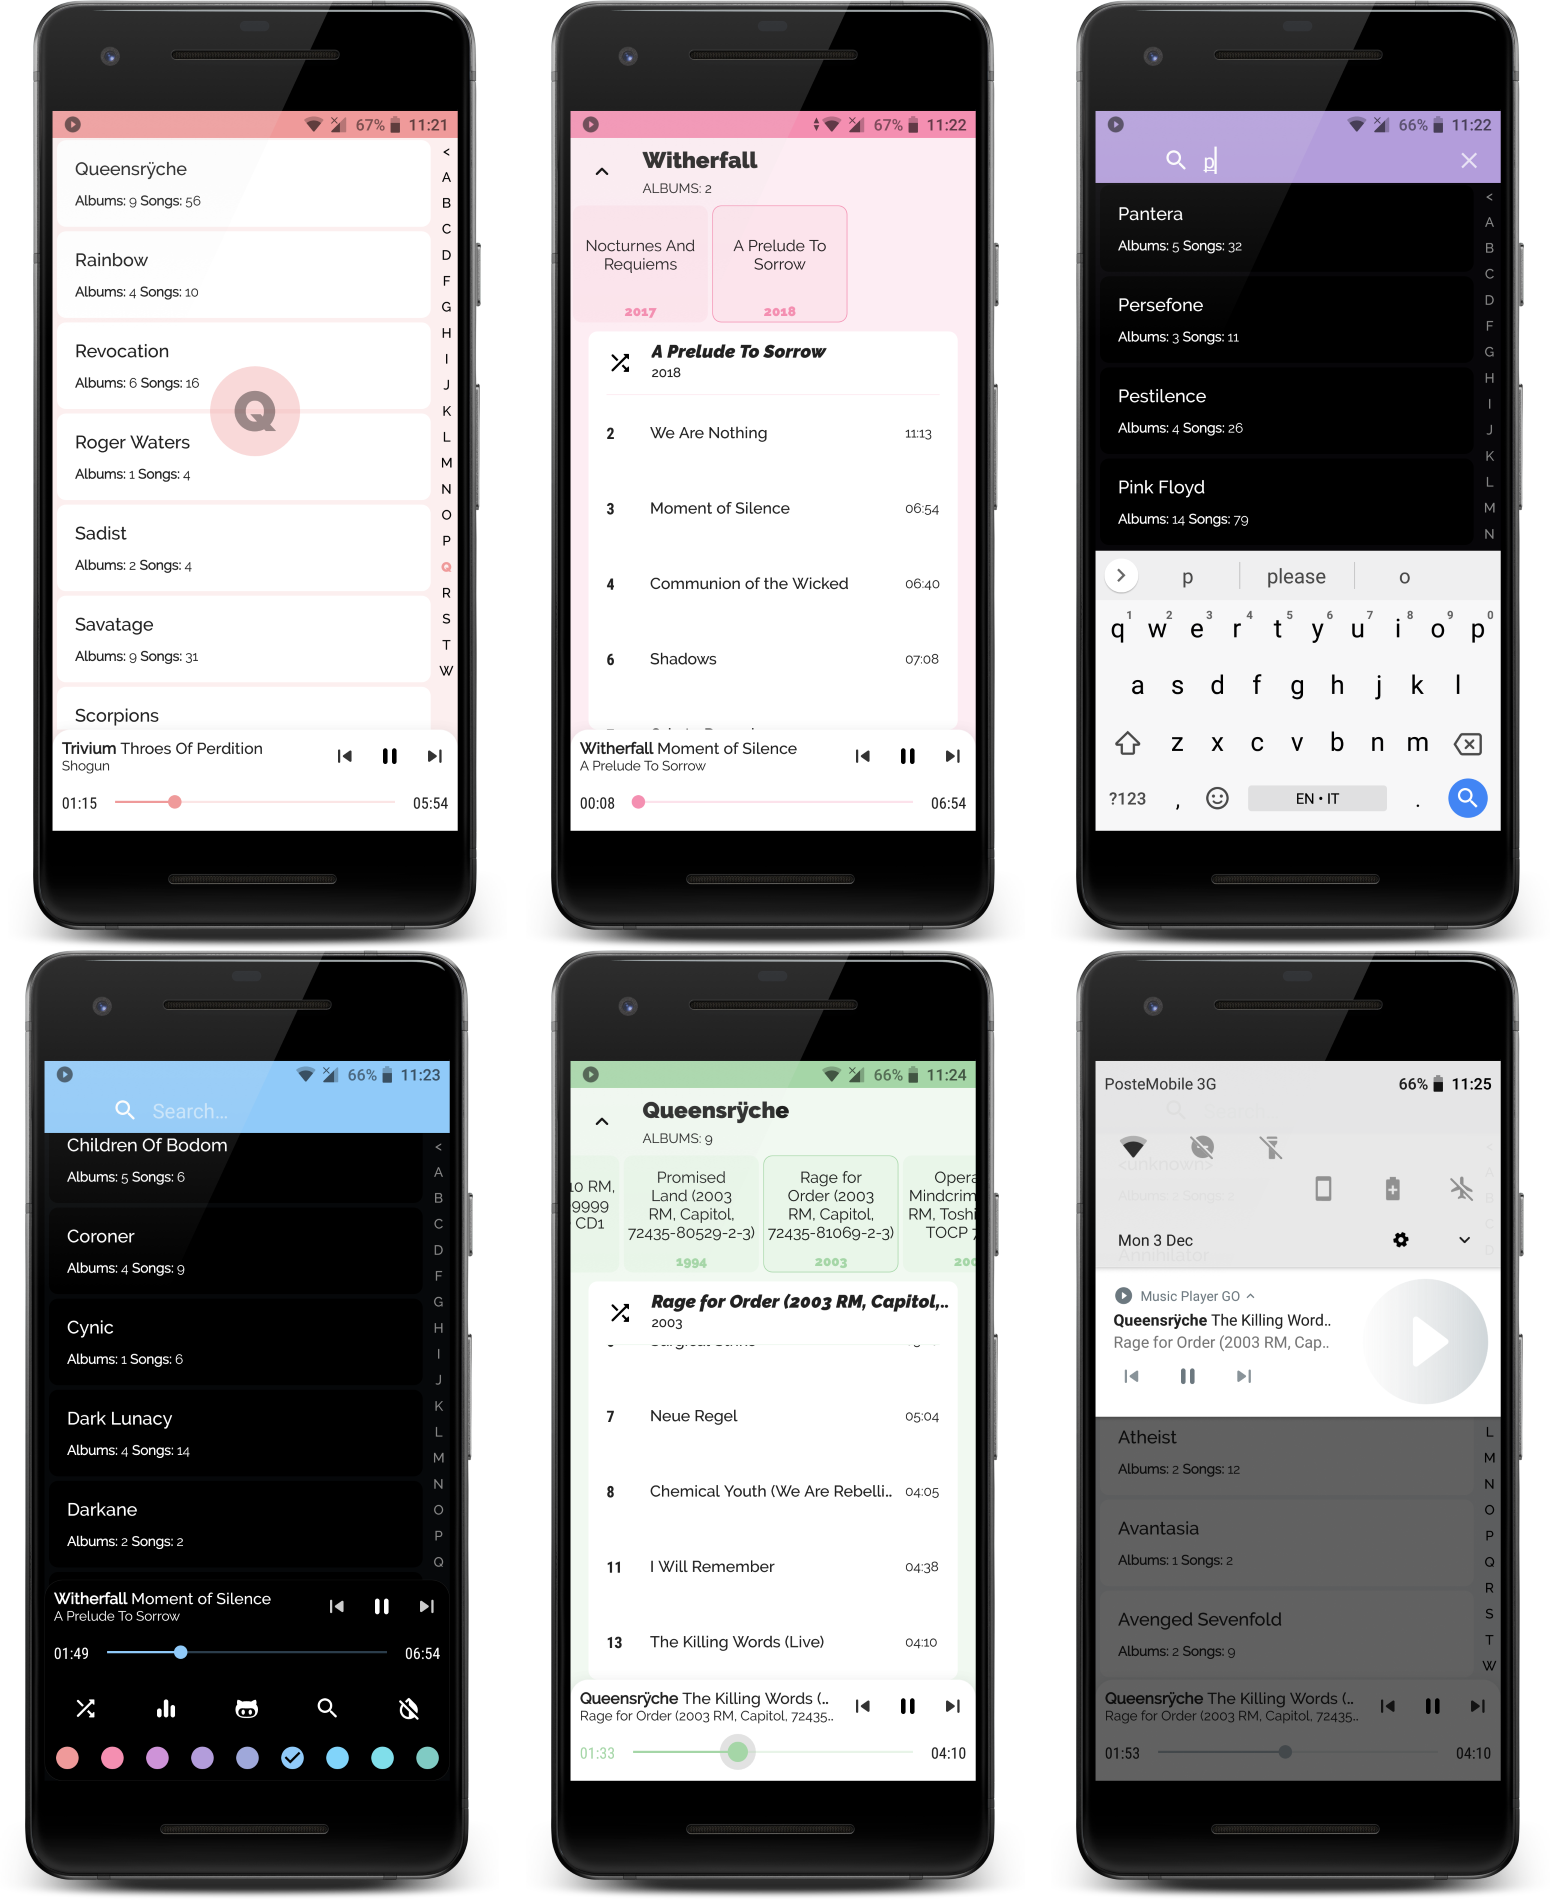 67% 11:21
Queensrÿche
Albums: 9 Songs: 56
Rainbow
Albums: 4 Songs: 10
Revocation
Albums: 6 Songs: 16
Q
Roger Waters
Albums: 1 Songs: 4
Sadist
Albums: 2 Songs: 4
Savatage
Albums: 9 Songs: 31
Scorpions
<
A
B
C
D
F
G
H
I
J
K
L
M
N
O
P
Q
R
S
T
W
Trivium Throes Of Perdition
Shogun
01:15 05:54
67% 11:22
Witherfall
ALBUMS: 2
Nocturnes And
Requiems
2017
A Prelude To
Sorrow
2018
A Prelude To Sorrow
2018
2 We Are Nothing 11:13
3 Moment of Silence 06:54
4 Communion of the Wicked 06:40
6 Shadows 07:08
Witherfall Moment of Silence
A Prelude To Sorrow
00:08 06:54
66% 11:22
p
Pantera
Albums: 5 Songs: 32
Persefone
Albums: 3 Songs: 11
Pestilence
Albums: 4 Songs: 26
Pink Floyd
Albums: 14 Songs: 79
<
A
B
C
D
F
G
H
I
J
K
L
M
N
p please o
q1 w2 e3 r4 t5 y6 u7 i8 o9 p0
a s d f g h j k l
z x c v b n m
?123 , EN • IT .
66% 11:23
Search...
Children Of Bodom
Albums: 5 Songs: 6
Coroner
Albums: 4 Songs: 9
Cynic
Albums: 1 Songs: 6
Dark Lunacy
Albums: 4 Songs: 14
Darkane
Albums: 2 Songs: 2
<
A
B
C
D
F
G
H
I
J
K
L
M
N
O
P
Q
Witherfall Moment of Silence
A Prelude To Sorrow
01:49 06:54
66% 11:24
Queensrÿche
ALBUMS: 9
10 RM,
9999
CD1
Promised
Land (2003
RM, Capitol,
72435-80529-2-3)
1994
Rage for
Order (2003
RM, Capitol,
72435-81069-2-3)
2003
Opera
Mindcrim
RM, Toshi
TOCP
200
Rage for Order (2003 RM, Capitol,..
2003
7 Neue Regel 05:04
8 Chemical Youth (We Are Rebelli.. 04:05
11 I Will Remember 04:38
13 The Killing Words (Live) 04:10
Queensrÿche The Killing Words (..
Rage for Order (2003 RM, Capitol, 72435..
01:33 04:10
PosteMobile 3G 66% 11:25
<unknown>
Mon 3 Dec
Annihilator
Music Player GO
Queensrÿche The Killing Word..
Rage for Order (2003 RM, Cap..
Atheist
Albums: 2 Songs: 12
Avantasia
Albums: 1 Songs: 2
Avenged Sevenfold
Albums: 2 Songs: 9
L
M
N
O
P
Q
R
S
T
W
Queensrÿche The Killing Words (..
Rage for Order (2003 RM, Capitol, 72435..
01:53 04:10